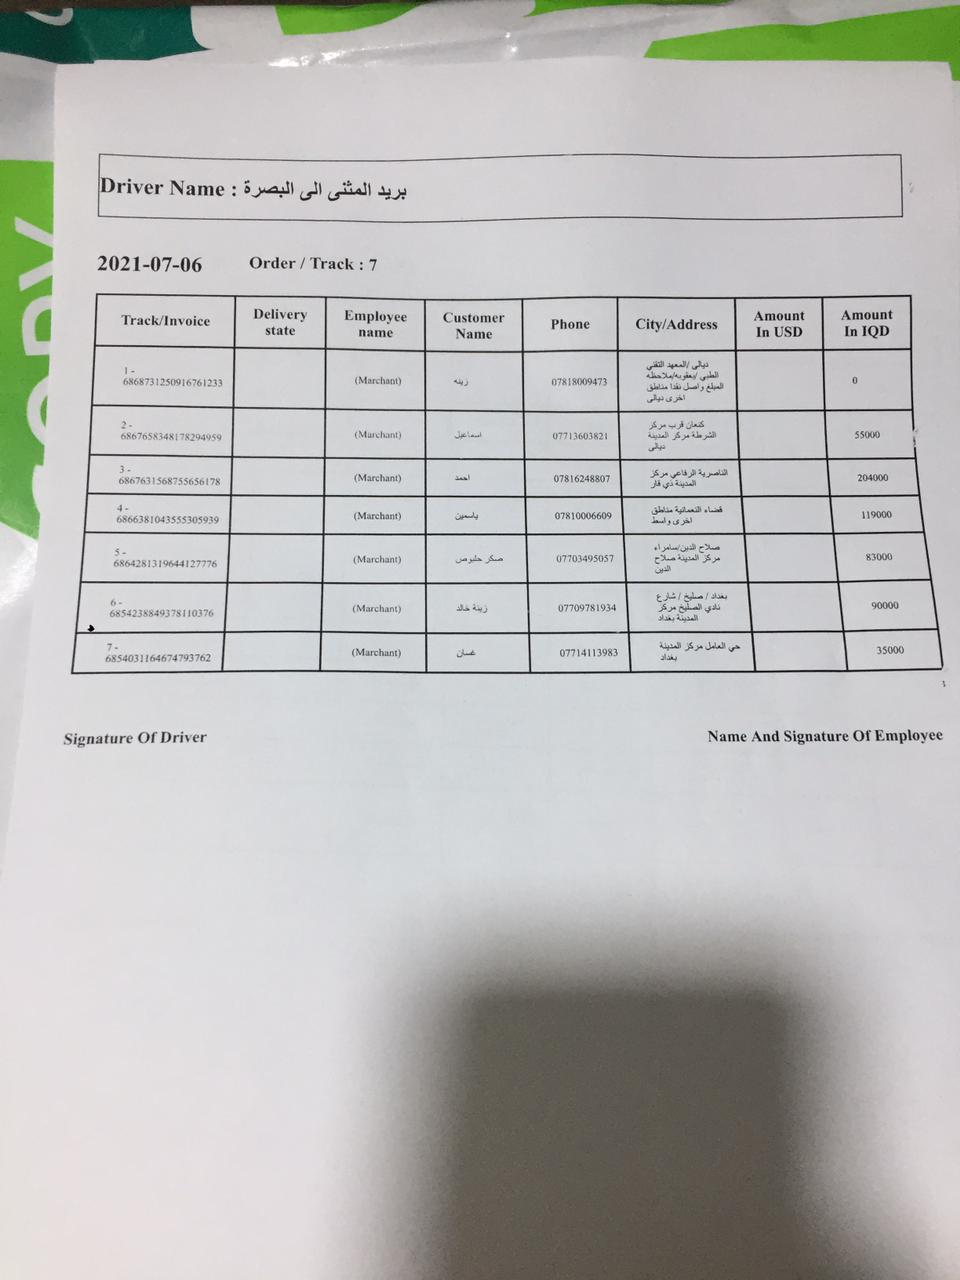 Driver Name : بريد المثنى الى البصرة
2021-07-06 Order / Track : 7
Track/Invoice Delivery state Employee name Customer Name Phone City/Address Amount In USD Amount In IQD
1 -
6868731250916761233 (Marchant) زينه 07818009473 ديالى /المعهد التقني
الطبي /بعقوبه/ملاحظه
المبلغ واصل نقدا مناطق
اخرى ديالى
0
2 -
6867658348178294959 (Marchant) اسماعيل 07713603821 كنعان قرب مركز
الشرطة مركز المدينة
ديالى
55000
3 -
6867631568755656178 (Marchant) احمد 07816248807 الناصرية الرفاعي مركز
المدينة ذي قار
204000
4 -
6866381043555305939 (Marchant) ياسمين 07810006609 قضاء النعمانية مناطق
اخرى واسط
119000
5 -
6864281319644127776 (Marchant) صكر حلبوص 07703495057 صلاح الدين/سامراء
مركز المدينة صلاح
الدين
83000
6 -
6854238849378110376 (Marchant) زينة خالد 07709781934 بغداد / صليخ / شارع
نادي الصليخ مركز
المدينة بغداد
90000
7 -
6854031164674793762 (Marchant) غسان 07714113983 حي العامل مركز المدينة
بغداد
35000
Signature Of Driver Name And Signature Of Employee